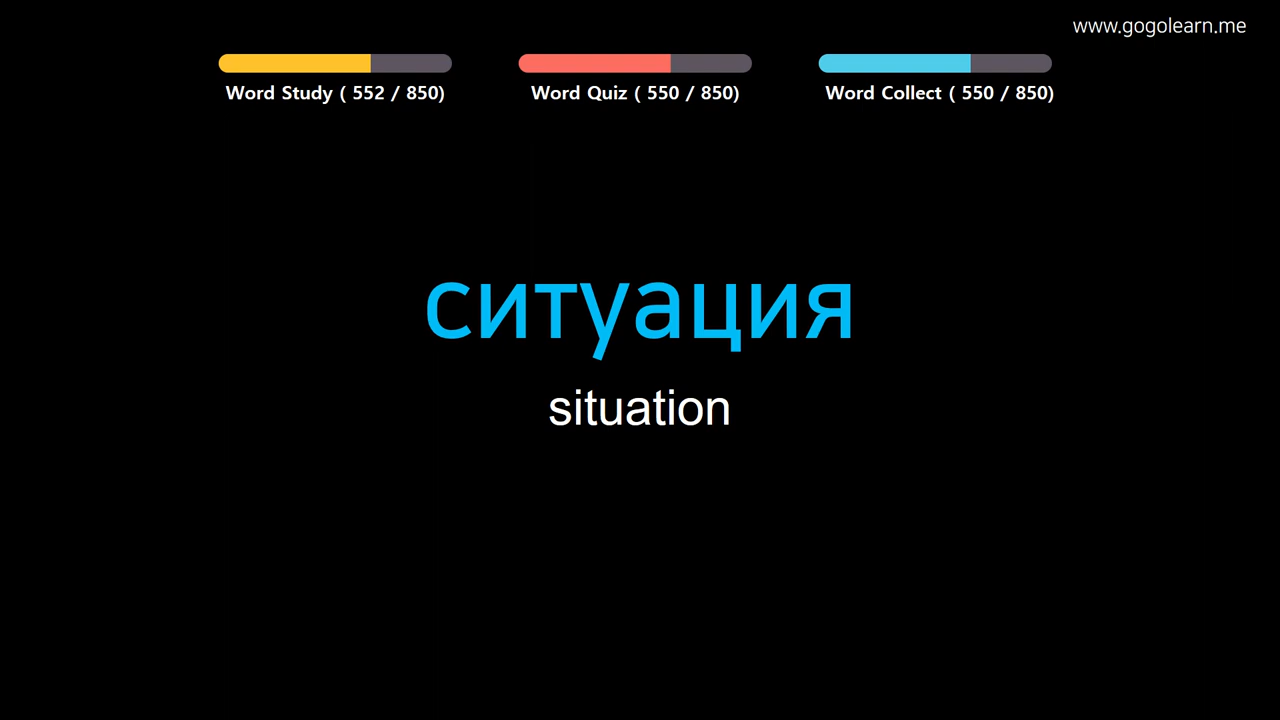 www.gogolearn.me
Word Study ( 552 / 850)
Word Quiz ( 550 / 850)
Word Collect ( 550 / 850)
ситуация
situation